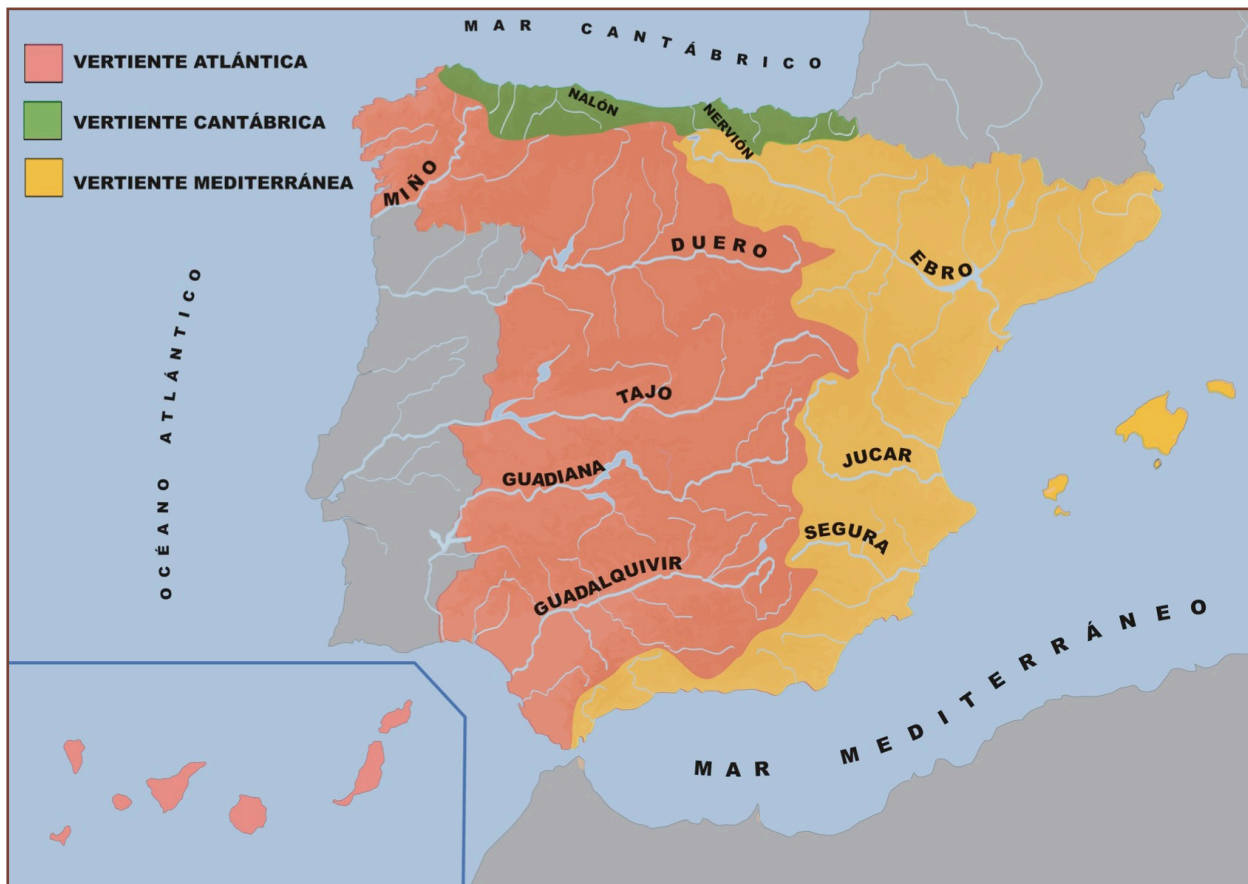 MAR CANTÁBRICO
VERTIENTE ATLÁNTICA
VERTIENTE CANTÁBRICA
VERTIENTE MEDITERRÁNEA
NALÓN
NERVIÓN
MIÑO
DUERO
EBRO
OCÉANO ATLÁNTICO
TAJO
GUADIANA
JUCAR
SEGURA
GUADALQUIVIR
MAR MEDITERRÁNEO